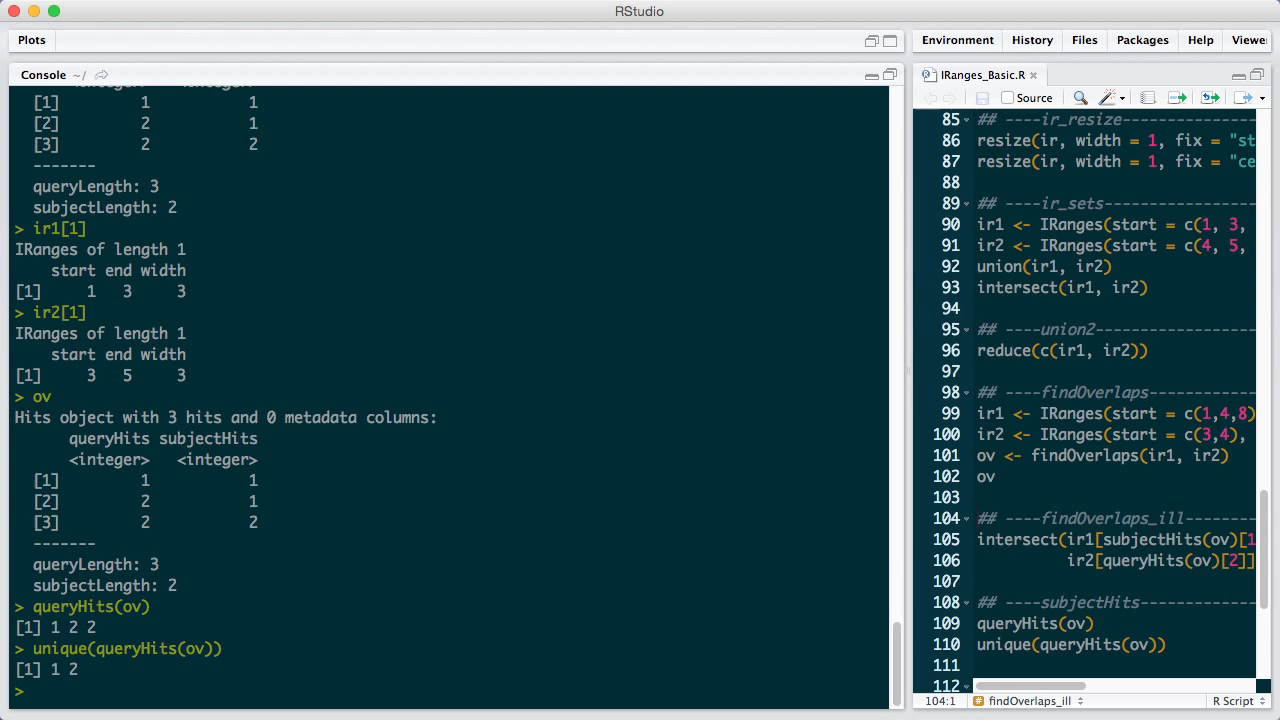 RStudio
Plots
Console ~/
[1] 1 1
[2] 2 1
[3] 2 2
-------
queryLength: 3
subjectLength: 2
> ir1[1]
IRanges of length 1
start end width
[1] 1 3 3
> ir2[1]
IRanges of length 1
start end width
[1] 3 5 3
> ov
Hits object with 3 hits and 0 metadata columns:
queryHits subjectHits
<integer> <integer>
[1] 1 1
[2] 2 1
[3] 2 2
-------
queryLength: 3
subjectLength: 2
> queryHits(ov)
[1] 1 2 2
> unique(queryHits(ov))
[1] 1 2
>
Environment History Files Packages Help Viewer
IRanges_Basic.R
Source
85 ## ----ir_resize---------------
86 resize(ir, width = 1, fix = "st
87 resize(ir, width = 1, fix = "ce
88
89 ## ----ir_sets-----------------
90 ir1 <- IRanges(start = c(1, 3,
91 ir2 <- IRanges(start = c(4, 5,
92 union(ir1, ir2)
93 intersect(ir1, ir2)
94
95 ## ----union2------------------
96 reduce(c(ir1, ir2))
97
98 ## ----findOverlaps------------
99 ir1 <- IRanges(start = c(1,4,8)
100 ir2 <- IRanges(start = c(3,4),
101 ov <- findOverlaps(ir1, ir2)
102 ov
103
104 ## ----findOverlaps_ill--------
105 intersect(ir1[subjectHits(ov)[1
106 ir2[queryHits(ov)[2]]
107
108 ## ----subjectHits-------------
109 queryHits(ov)
110 unique(queryHits(ov))
111
112
104:1 findOverlaps_ill R Script